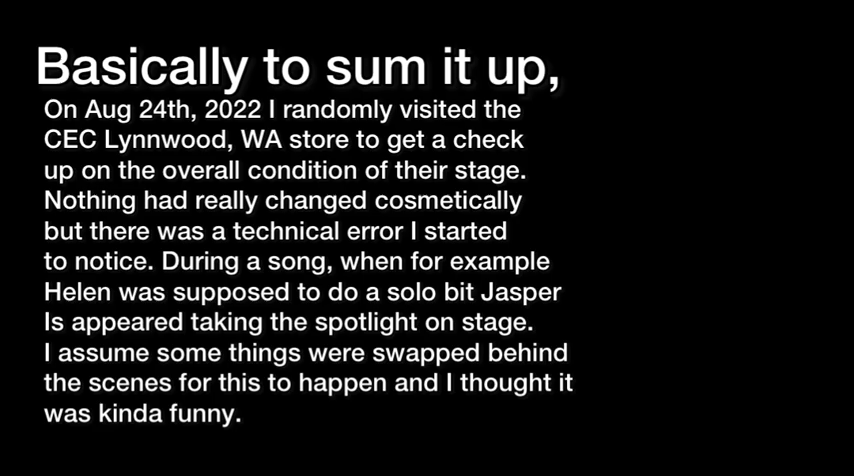 Basically to sum it up,
On Aug 24th, 2022 I randomly visited the
CEC Lynnwood, WA store to get a check
up on the overall condition of their stage.
Nothing had really changed cosmetically
but there was a technical error I started
to notice. During a song, when for example
Helen was supposed to do a solo bit Jasper
Is appeared taking the spotlight on stage.
I assume some things were swapped behind
the scenes for this to happen and I thought it
was kinda funny.